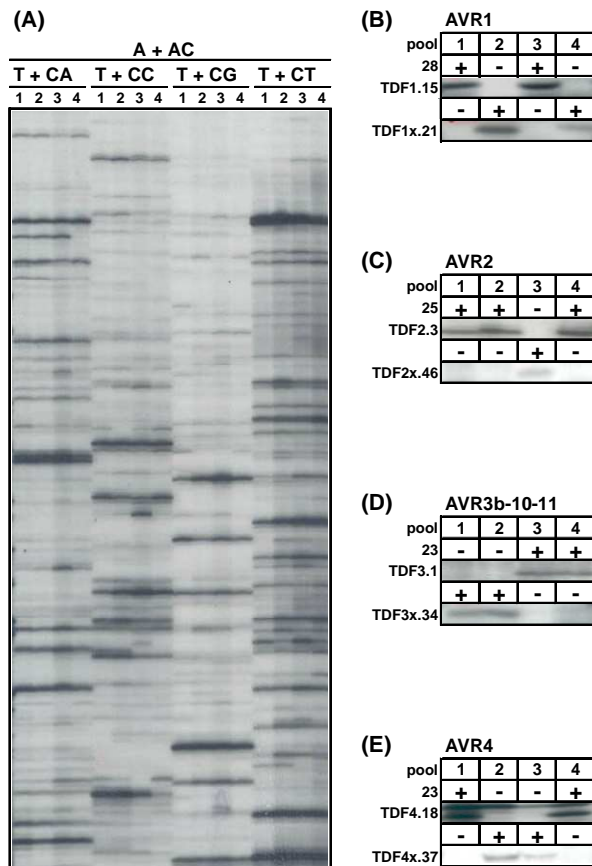 (A)
A + AC
T + CA T + CC T + CG T + CT
1 2 3 4 1 2 3 4 1 2 3 4 1 2 3 4
(B) AVR1
pool 1 2 3 4
28 + - + -
TDF1.15
- + - +
TDF1x.21
(C) AVR2
pool 1 2 3 4
25 + + - +
TDF2.3
- - + -
TDF2x.46
(D) AVR3b-10-11
pool 1 2 3 4
23 - - + +
TDF3.1
+ + - -
TDF3x.34
(E) AVR4
pool 1 2 3 4
23 + - - +
TDF4.18
- + + -
TDF4x.37